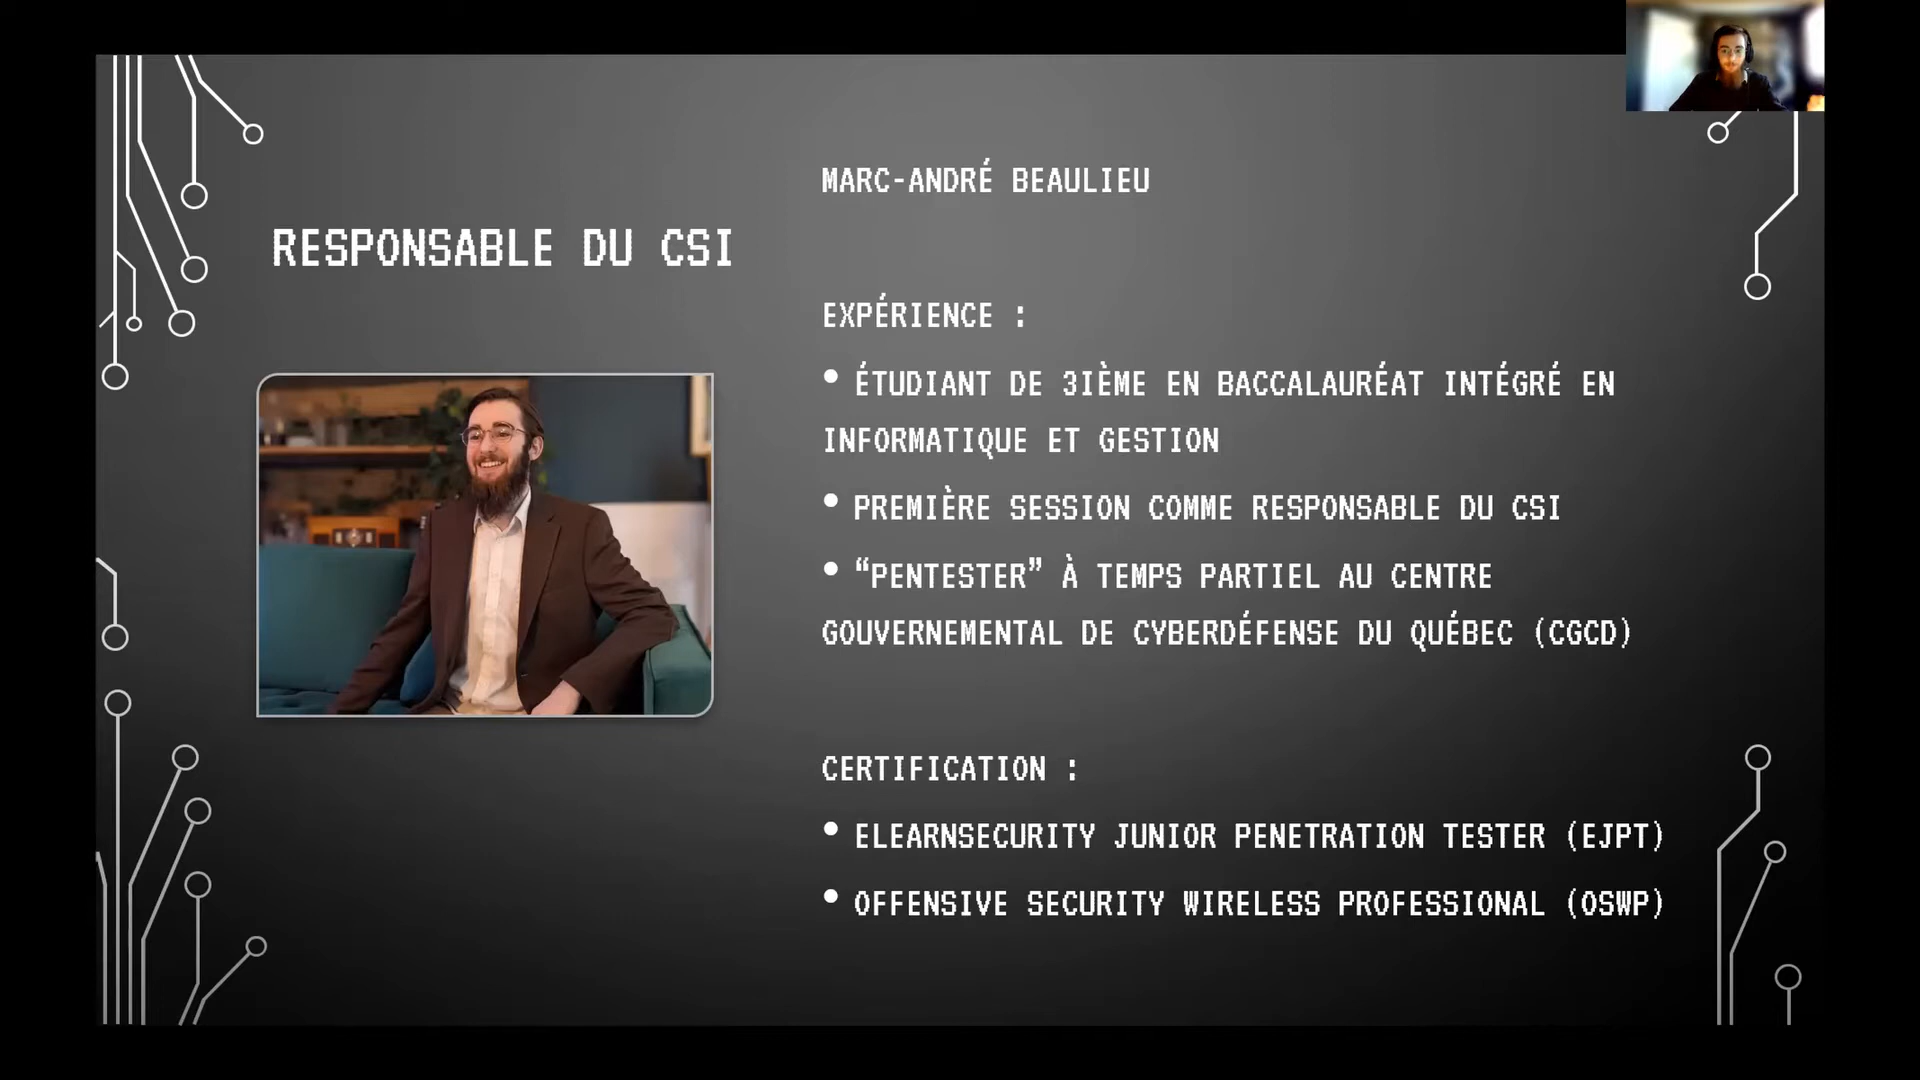 RESPONSABLE DU CSI
MARC-ANDRÉ BEAULIEU
EXPÉRIENCE :
• ÉTUDIANT DE 3IÈME EN BACCALAURÉAT INTÉGRÉ EN
INFORMATIQUE ET GESTION
• PREMIÈRE SESSION COMME RESPONSABLE DU CSI
• “PENTESTER” À TEMPS PARTIEL AU CENTRE
GOUVERNEMENTAL DE CYBERDÉFENSE DU QUÉBEC (CGCD)
CERTIFICATION :
• ELEARNSECURITY JUNIOR PENETRATION TESTER (EJPT)
• OFFENSIVE SECURITY WIRELESS PROFESSIONAL (OSWP)